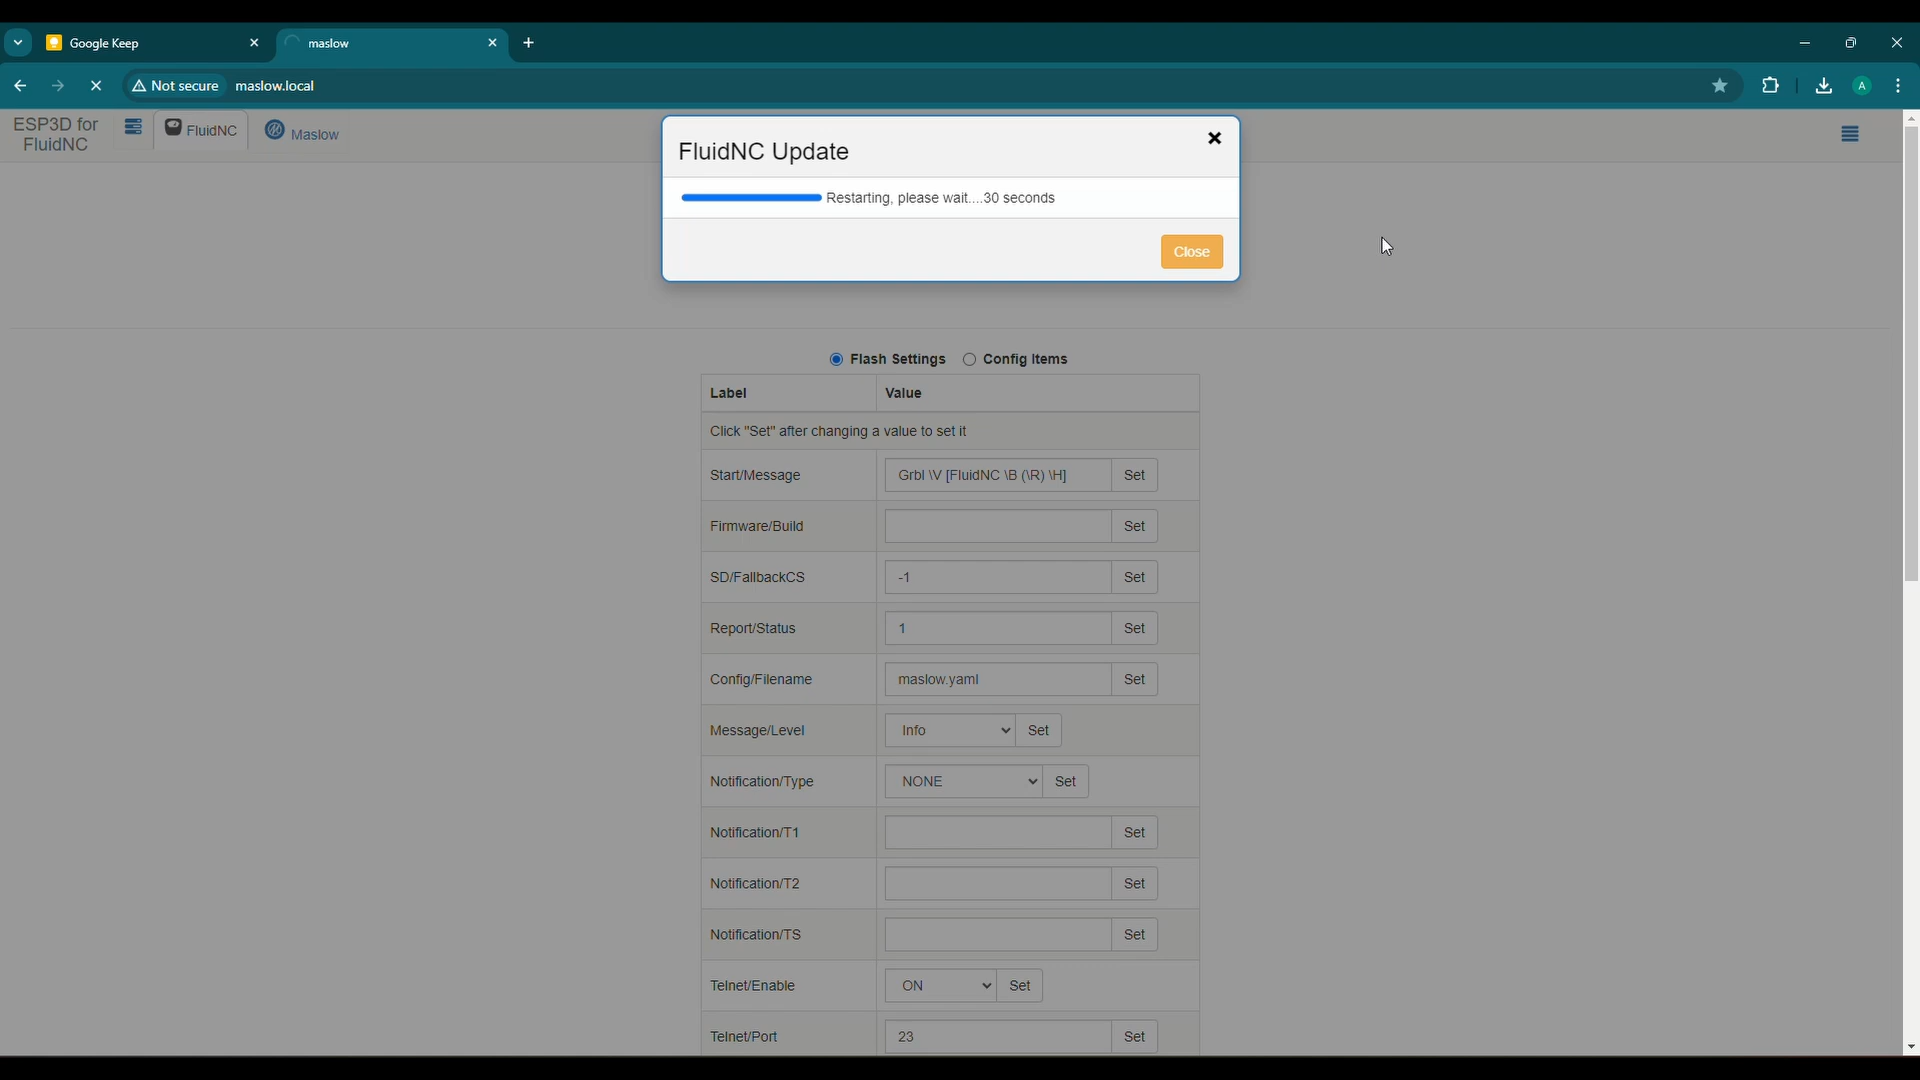 Google Keep
maslow
Not secure
maslow.local
A
ESP3D for
FluidNC
FluidNC
Maslow
FluidNC Update
Restarting, please wait....30 seconds
Close
Flash Settings
Config Items
Label Value
Click "Set" after changing a value to set it
Start/Message Grbl \V [FluidNC \B (\R) \H] Set
Firmware/Build Set
SD/FallbackCS -1 Set
Report/Status 1 Set
Config/Filename maslow.yaml Set
Message/Level Info Set
Notification/Type NONE Set
Notification/T1 Set
Notification/T2 Set
Notification/TS Set
Telnet/Enable ON Set
Telnet/Port 23 Set